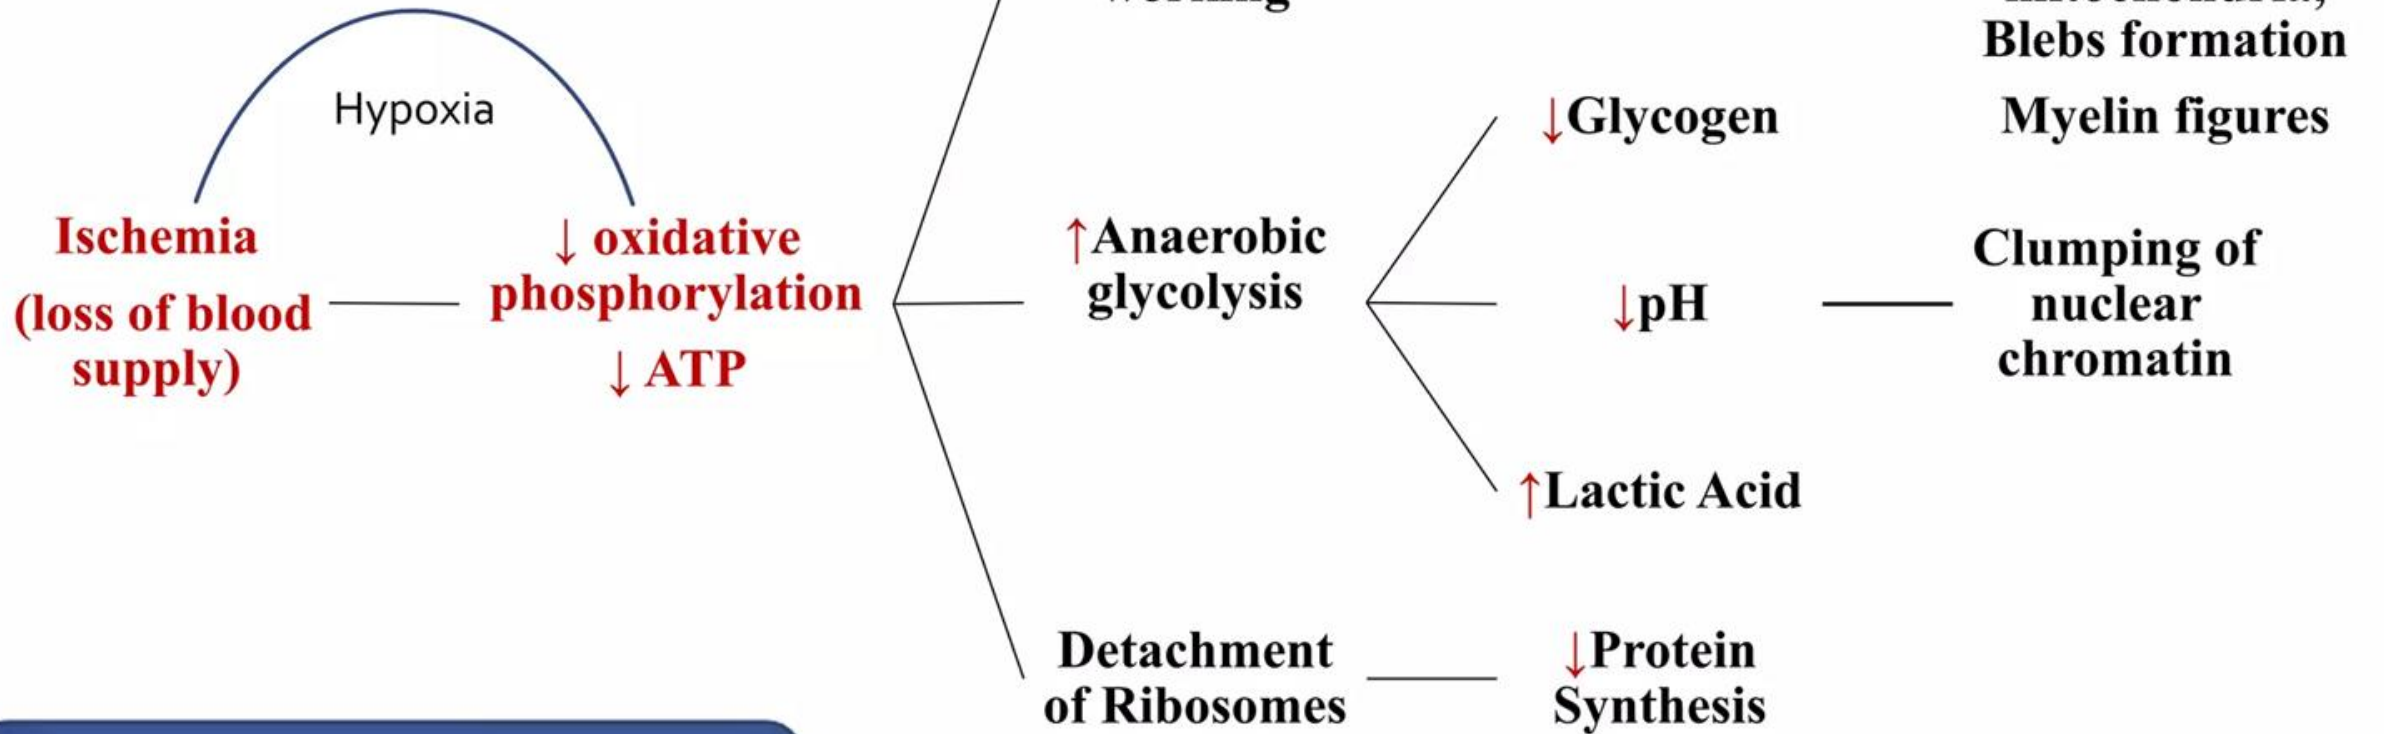 Blebs formation
Myelin figures
Hypoxia
Ischemia
(loss of blood
supply)
↓ oxidative
phosphorylation
↓ ATP
↑Anaerobic
glycolysis
↓Glycogen
↓pH
↑Lactic Acid
Clumping of
nuclear
chromatin
Detachment
of Ribosomes
↓Protein
Synthesis